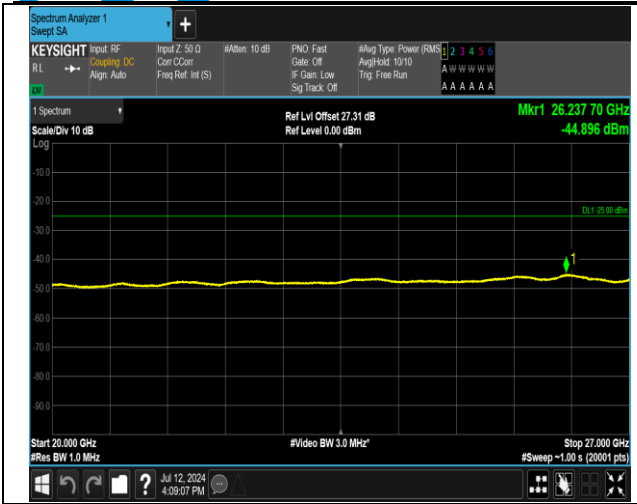 Spectrum Analyzer 1
Swept SA
+
KEYSIGHT
RL
LXI
Input: RF
Coupling: DC
Align: Auto
Input Z: 50 Ω
Corr CCorr
Freq Ref: Int (S)
#Atten: 10 dB
PNO: Fast
Gate: Off
IF Gain: Low
Sig Track: Off
#Avg Type: Power (RMS
Avg|Hold: 10/10
Trig: Free Run
1 2 3 4 5 6
A W W W W W
A A A A A A
1 Spectrum
Scale/Div 10 dB
Log
Ref Lvl Offset 27.31 dB
Ref Level 0.00 dBm
Mkr1 26.237 70 GHz
-44.896 dBm
-10.0
-20.0
DL1 -25.00 dBm
-30.0
-40.0
1
-50.0
-60.0
-70.0
-80.0
-90.0
Start 20.000 GHz
#Res BW 1.0 MHz
#Video BW 3.0 MHz*
Stop 27.000 GHz
#Sweep ~1.00 s (20001 pts)
?
Jul 12, 2024
4:09:07 PM